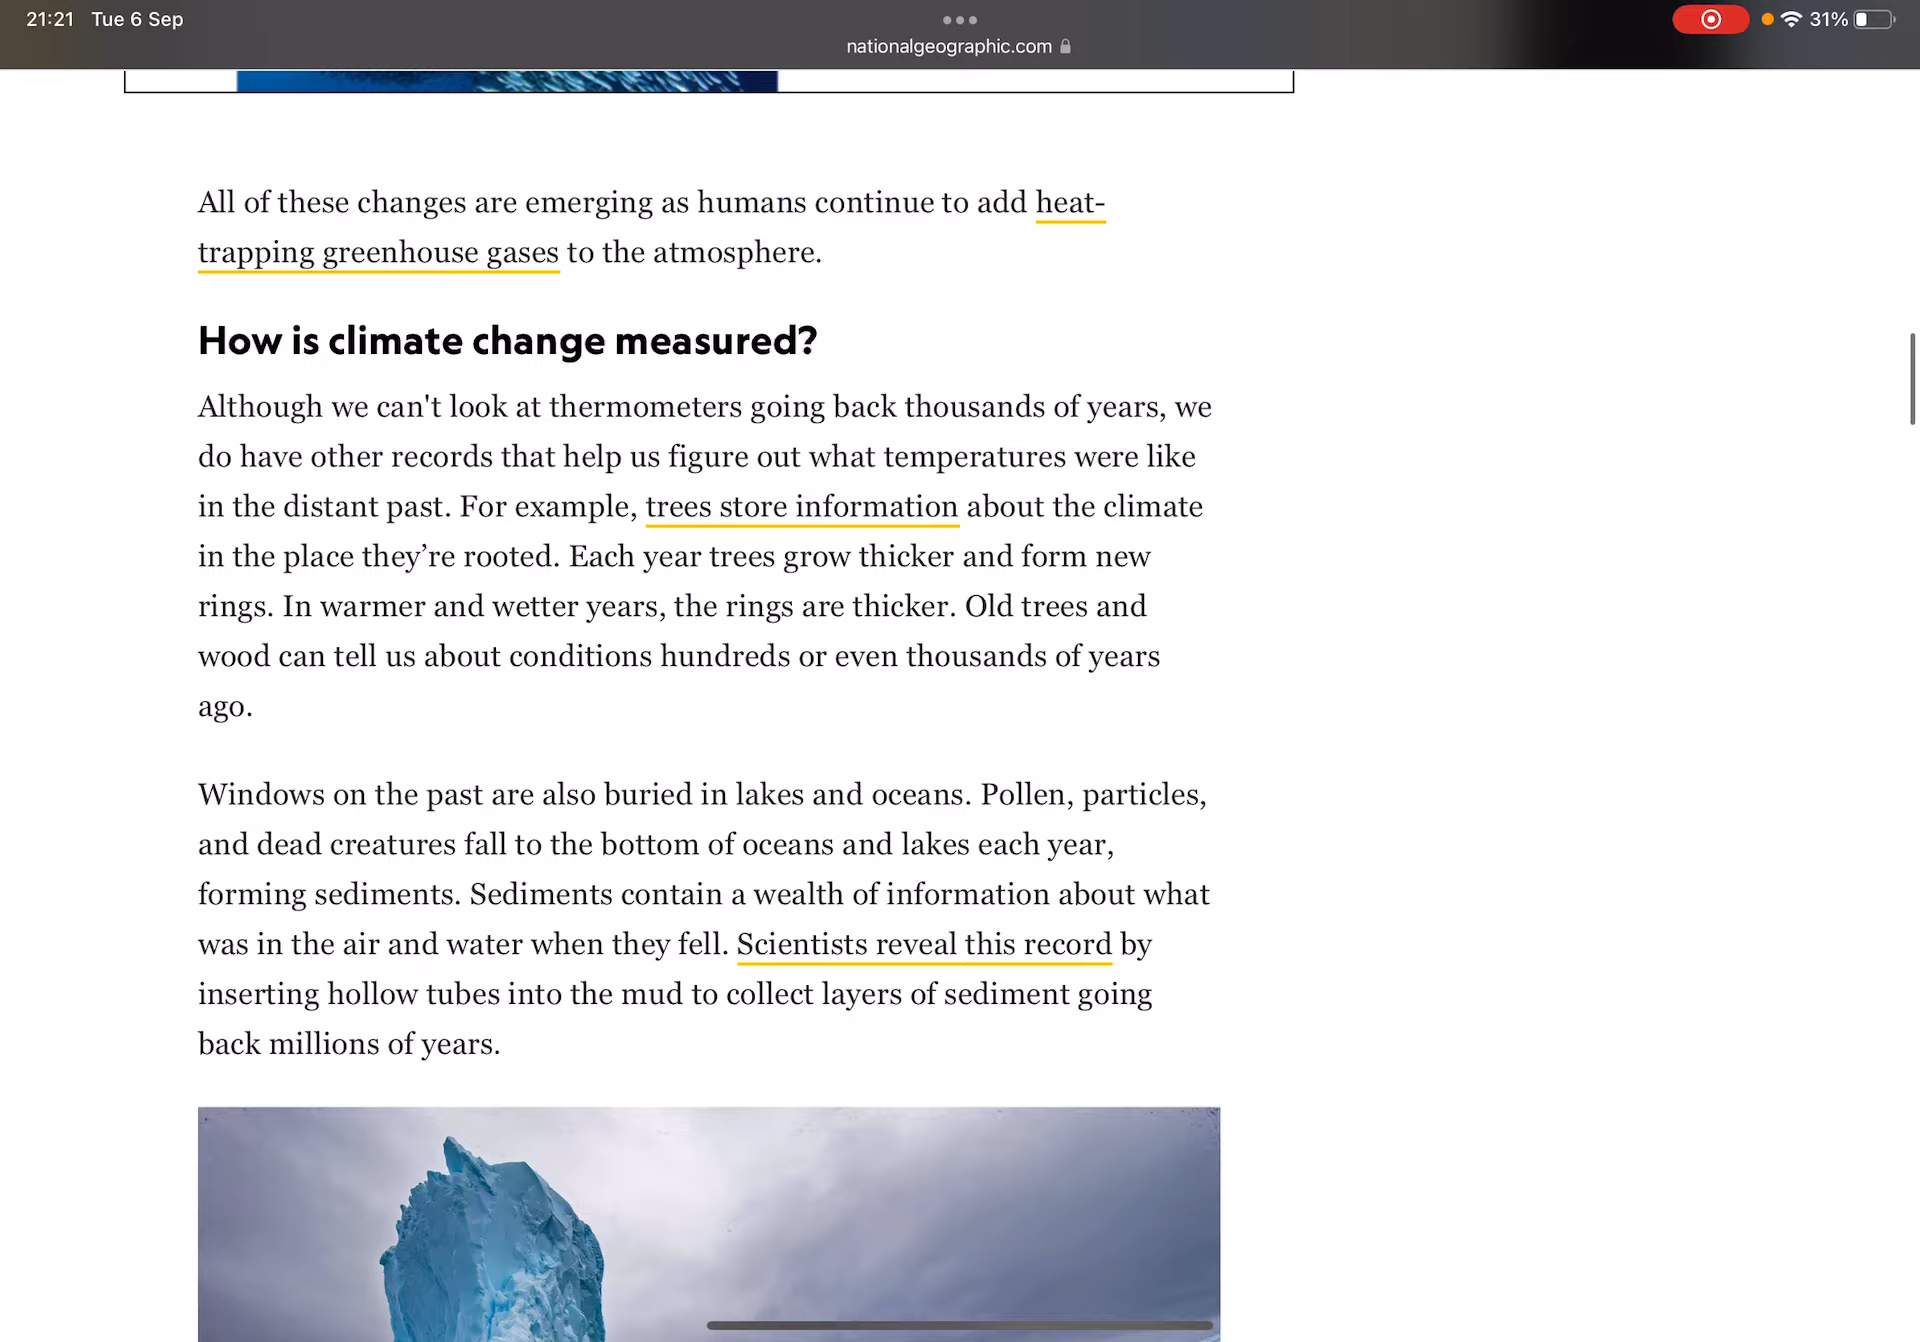 21:21 Tue 6 Sep
nationalgeographic.com
31%
All of these changes are emerging as humans continue to add heat-
trapping greenhouse gases to the atmosphere.
How is climate change measured?
Although we can't look at thermometers going back thousands of years, we
do have other records that help us figure out what temperatures were like
in the distant past. For example, trees store information about the climate
in the place they’re rooted. Each year trees grow thicker and form new
rings. In warmer and wetter years, the rings are thicker. Old trees and
wood can tell us about conditions hundreds or even thousands of years
ago.
Windows on the past are also buried in lakes and oceans. Pollen, particles,
and dead creatures fall to the bottom of oceans and lakes each year,
forming sediments. Sediments contain a wealth of information about what
was in the air and water when they fell. Scientists reveal this record by
inserting hollow tubes into the mud to collect layers of sediment going
back millions of years.